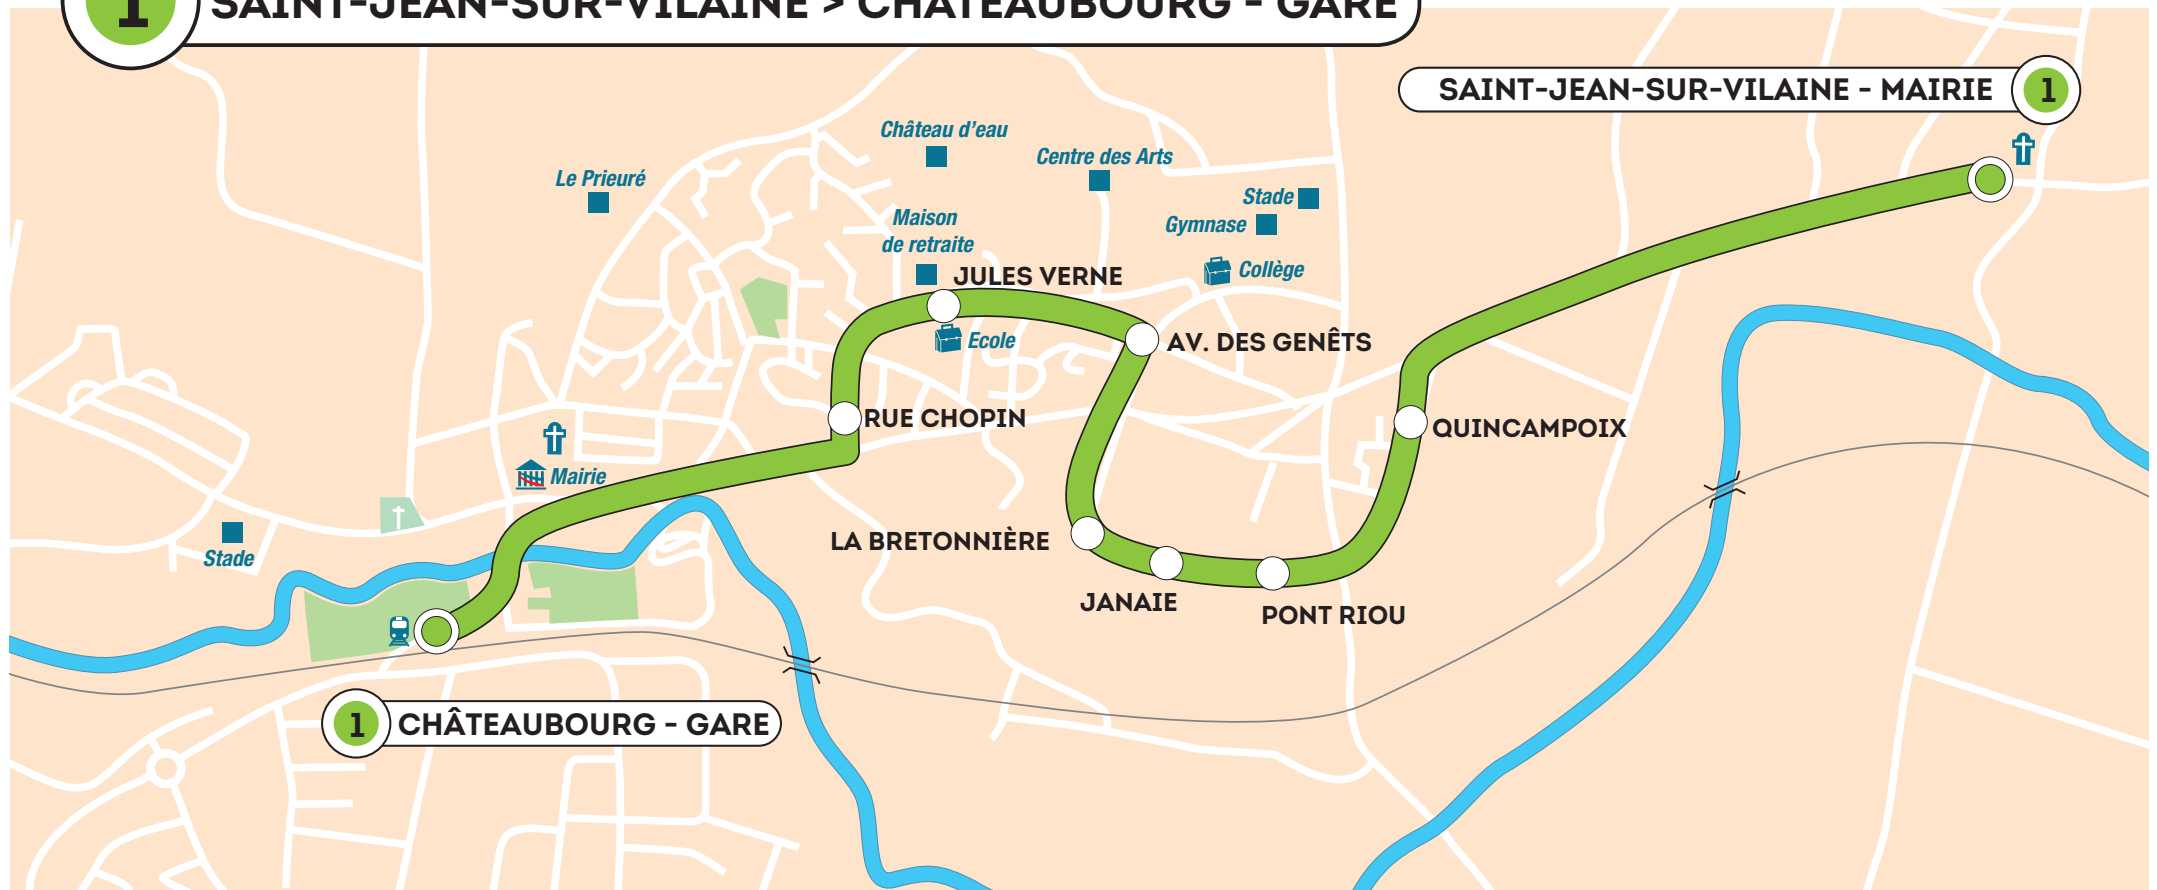 1
SAINT-JEAN-SUR-VILAINE > CHÂTEAUBOURG - GARE
SAINT-JEAN-SUR-VILAINE - MAIRIE
1
Château d'eau
Centre des Arts
Le Prieuré
Stade
Maison
de retraite
Gymnase
Collège
JULES VERNE
Ecole
AV. DES GENÊTS
RUE CHOPIN
QUINCAMPOIX
Mairie
LA BRETONNIÈRE
Stade
JANAIE
PONT RIOU
1
CHÂTEAUBOURG - GARE